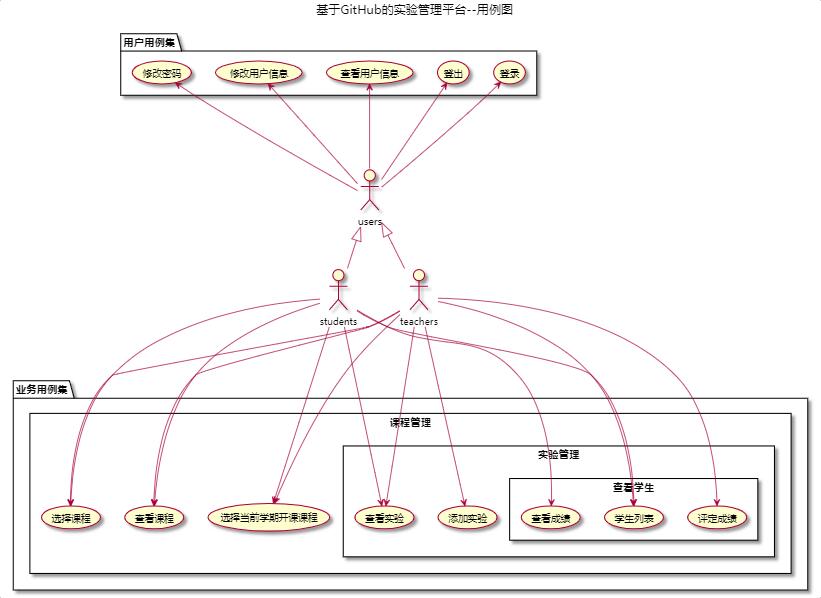 基于GitHub的实验管理平台--用例图
用户用例集
修改密码
修改用户信息
查看用户信息
登出
登录
users
students
teachers
业务用例集
课程管理
实验管理
查看学生
选择课程
查看课程
选择当前学期开课课程
查看实验
添加实验
查看成绩
学生列表
评定成绩